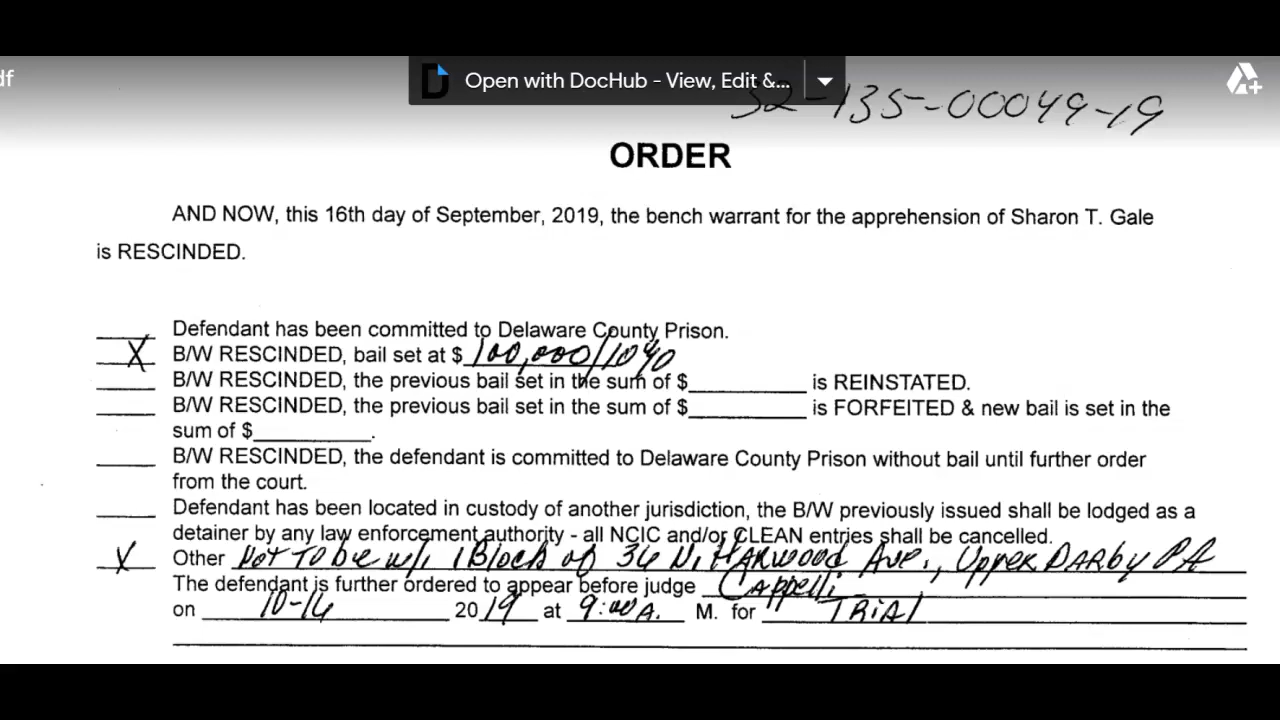 df
Open with DocHub - View, Edit &...
52-135-00049-19
ORDER
AND NOW, this 16th day of September, 2019, the bench warrant for the apprehension of Sharon T. Gale
is RESCINDED.
Defendant has been committed to Delaware County Prison.
X B/W RESCINDED, bail set at $ 100,000/10%
B/W RESCINDED, the previous bail set in the sum of $__________ is REINSTATED.
B/W RESCINDED, the previous bail set in the sum of $__________ is FORFEITED & new bail is set in the
sum of $__________.
B/W RESCINDED, the defendant is committed to Delaware County Prison without bail until further order
from the court.
Defendant has been located in custody of another jurisdiction, the B/W previously issued shall be lodged as a
detainer by any law enforcement authority - all NCIC and/or CLEAN entries shall be cancelled.
X Other Not To be w/i 1 Block of 36 N. Harwood Ave., Upper Darby PA
The defendant is further ordered to appear before judge Cappelli
on 10-16 2019 at 9:00 A. M. for TRIAl